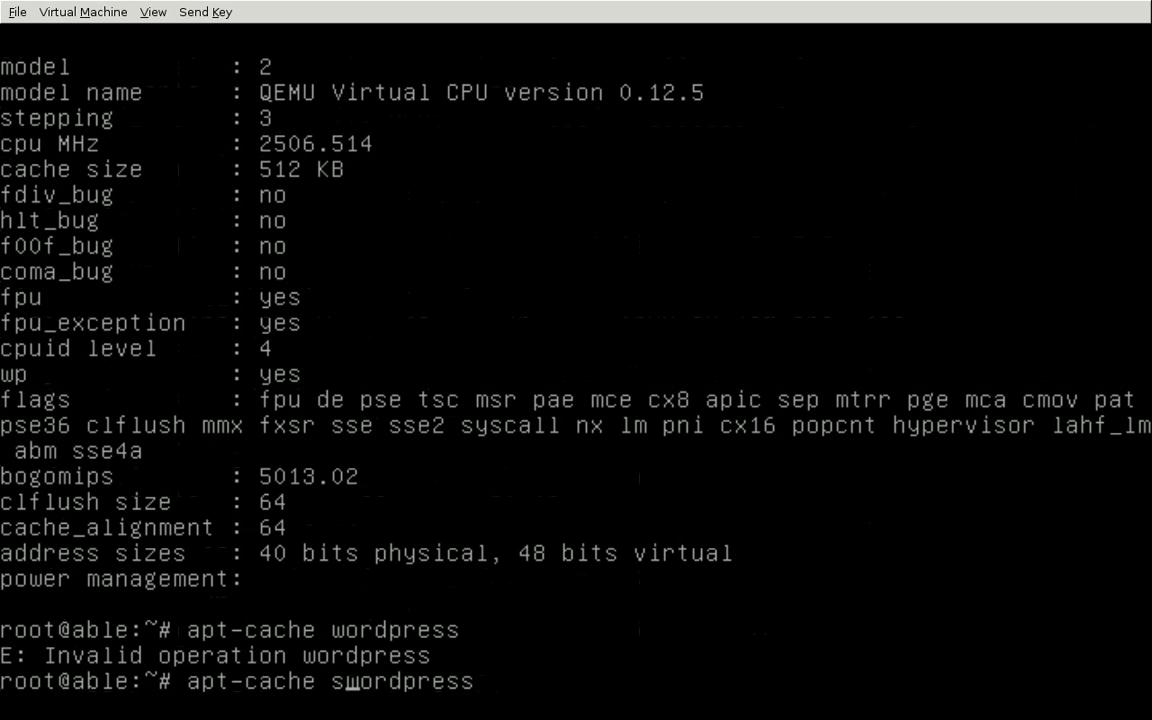 File Virtual Machine View Send Key
model : 2
model name : QEMU Virtual CPU version 0.12.5
stepping : 3
cpu MHz : 2506.514
cache size : 512 KB
fdiv_bug : no
hlt_bug : no
f00f_bug : no
coma_bug : no
fpu : yes
fpu_exception : yes
cpuid level : 4
wp : yes
flags : fpu de pse tsc msr pae mce cx8 apic sep mtrr pge mca cmov pat
pse36 clflush mmx fxsr sse sse2 syscall nx lm pni cx16 popcnt hypervisor lahf_lm
abm sse4a
bogomips : 5013.02
clflush size : 64
cache_alignment : 64
address sizes : 40 bits physical, 48 bits virtual
power management:
root@able:~# apt-cache wordpress
E: Invalid operation wordpress
root@able:~# apt-cache swordpress